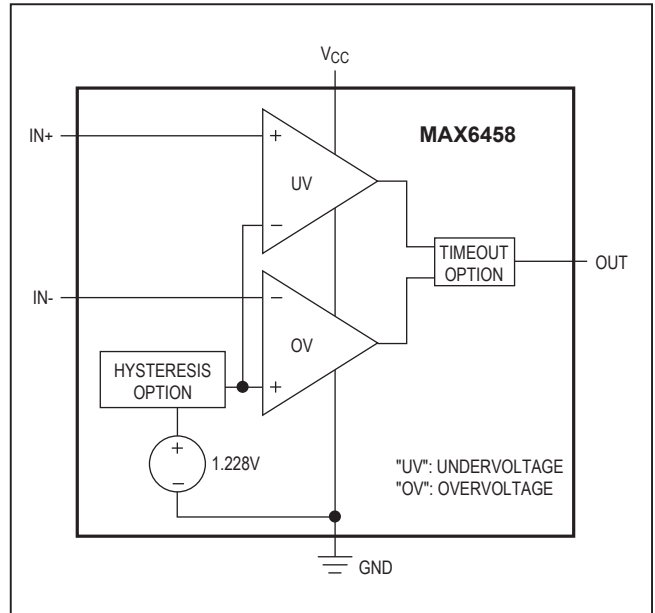 VCC
MAX6458
IN+
+
UV
−
TIMEOUT
OPTION
OUT
IN-
−
OV
+
HYSTERESIS
OPTION
+
1.228V
−
"UV": UNDERVOLTAGE
"OV": OVERVOLTAGE
GND